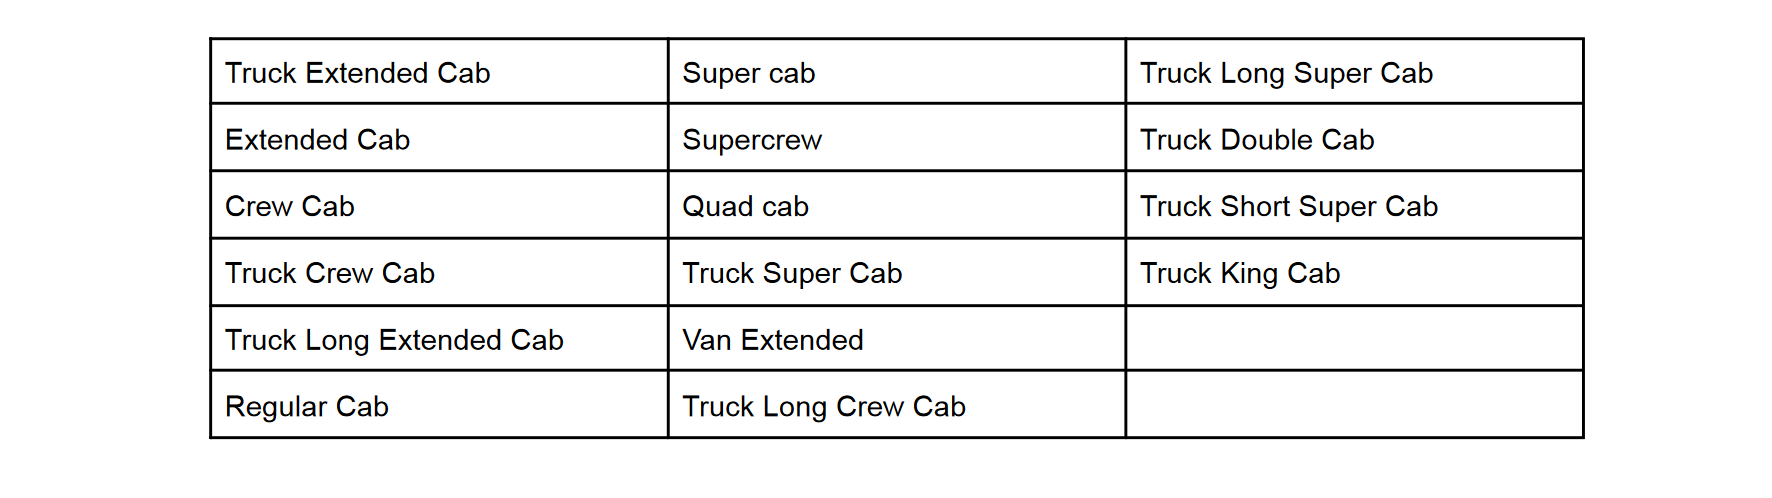 Truck Extended Cab Super cab Truck Long Super Cab
Extended Cab Supercrew Truck Double Cab
Crew Cab Quad cab Truck Short Super Cab
Truck Crew Cab Truck Super Cab Truck King Cab
Truck Long Extended Cab Van Extended
Regular Cab Truck Long Crew Cab